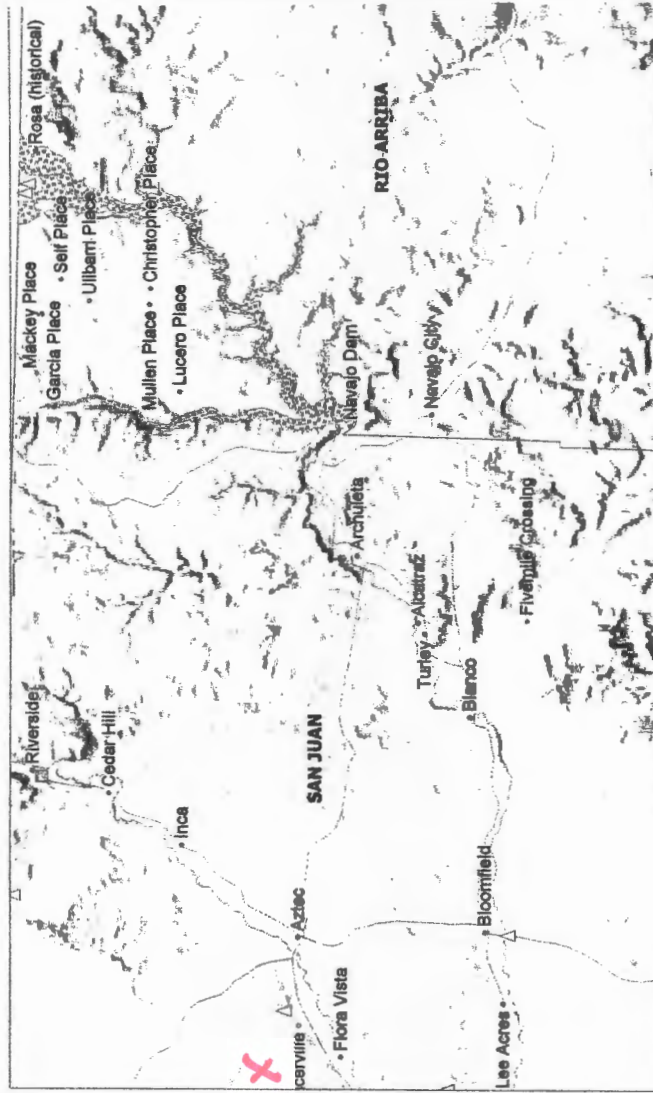 Rosa (historical)
Mackey Place
Self Place
Garcia Place
Ulibarri Place
Mullen Place
Christopher Place
Lucero Place
RIO ARRIBA
Navajo Dam
Navajo City
Riverside
Cedar Hill
Inca
SAN JUAN
Archuleta
Alcatraz
Turley
Blanco
Fivemile Crossing
Aztec
Flora Vista
cerville
Bloomfield
Lee Acres
X